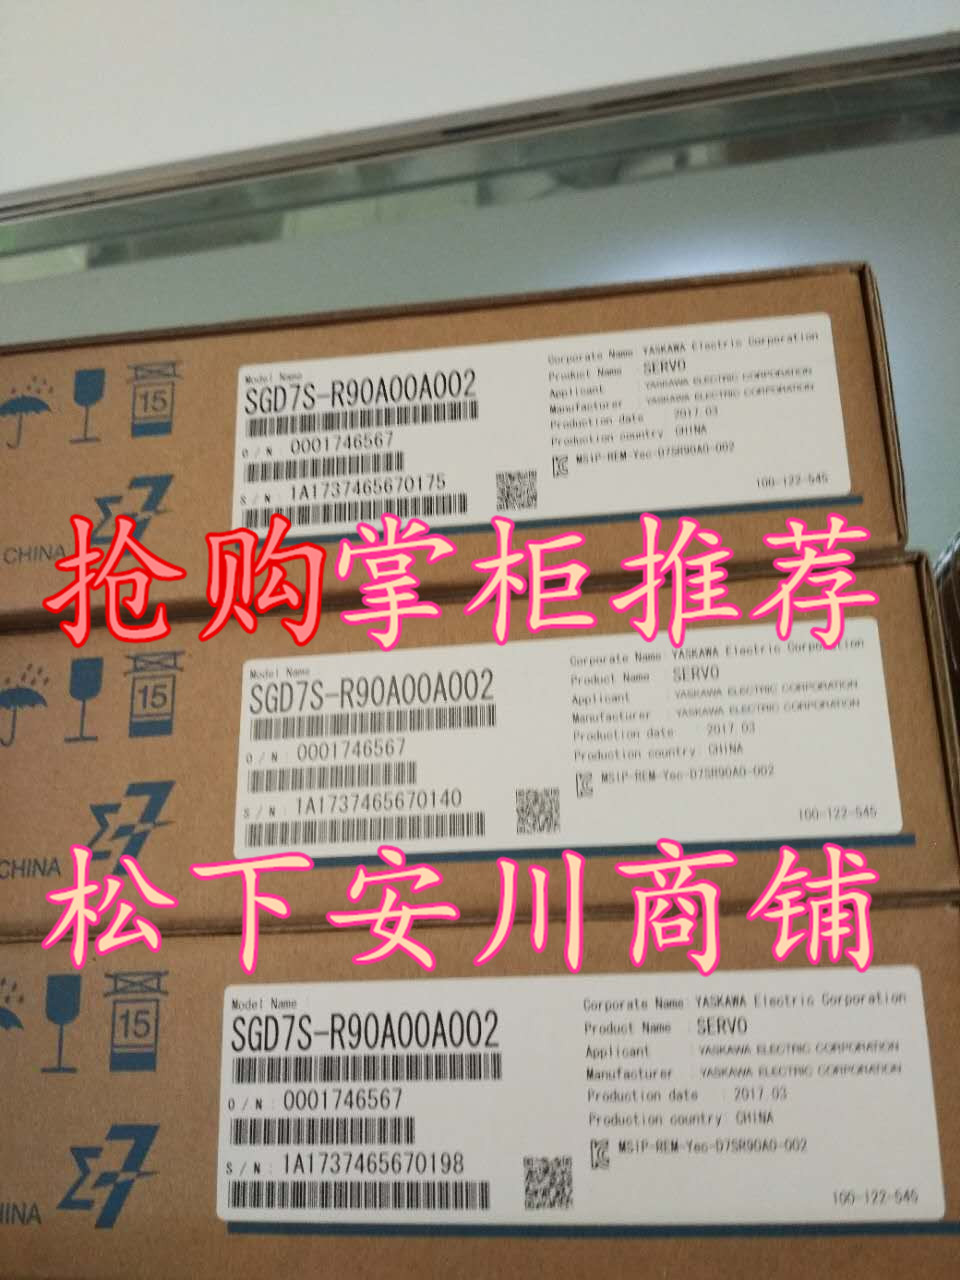 Model Name
SGD7S-R90A00A002
O/N: 0001746567
S/N: 1A1737465670175
Corporate Name: YASKAWA Electric Corporation
Product Name: SERVO
Applicant: YASKAWA ELECTRIC CORPORATION
Manufacturer: YASKAWA ELECTRIC CORPORATION
Production date: 2017.03
Production country: CHINA
MSIP-REM-Yec-D7SR90A0-002
100-122-545
15
Σ-7
CHINA
抢购掌柜推荐
Model Name
SGD7S-R90A00A002
O/N: 0001746567
S/N: 1A1737465670140
Corporate Name: YASKAWA Electric Corporation
Product Name: SERVO
Applicant: YASKAWA ELECTRIC CORPORATION
Manufacturer: YASKAWA ELECTRIC CORPORATION
Production date: 2017.03
Production country: CHINA
MSIP-REM-Yec-D7SR90A0-002
100-122-545
15
Σ-7
CHINA
松下安川商铺
Model Name:
SGD7S-R90A00A002
O/N: 0001746567
S/N: 1A1737465670198
Corporate Name: YASKAWA Electric Corporation
Product Name: SERVO
Applicant: YASKAWA ELECTRIC CORPORATION
Manufacturer: YASKAWA ELECTRIC CORPORATION
Production date: 2017.03
Production country: CHINA
MSIP-REM-Yec-D7SR90A0-002
100-122-545
15
Σ-7
INA